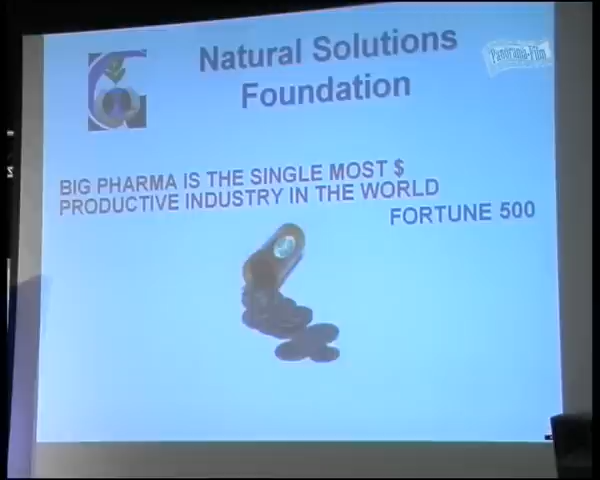 Natural Solutions
Foundation
Panorama-Film
BIG PHARMA IS THE SINGLE MOST $
PRODUCTIVE INDUSTRY IN THE WORLD
FORTUNE 500